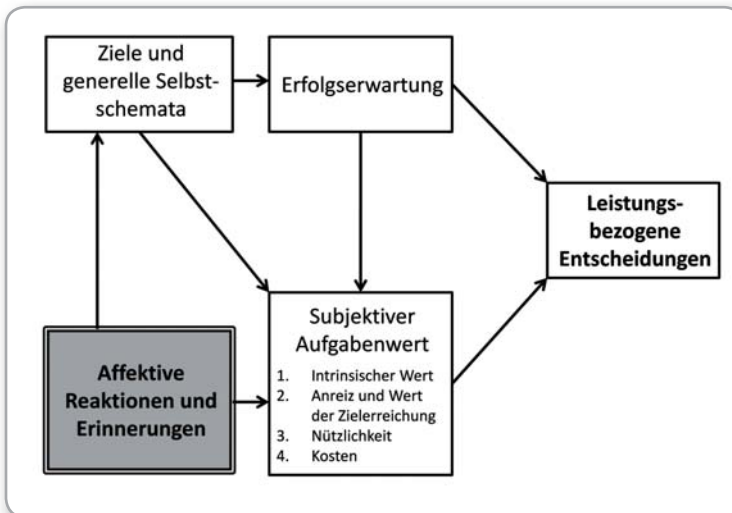 Ziele und
generelle Selbst-
schemata
Erfolgserwartung
Leistungs-
bezogene
Entscheidungen
Affektive
Reaktionen und
Erinnerungen
Subjektiver
Aufgabenwert
1. Intrinsischer Wert
2. Anreiz und Wert
der Zielerreichung
3. Nützlichkeit
4. Kosten